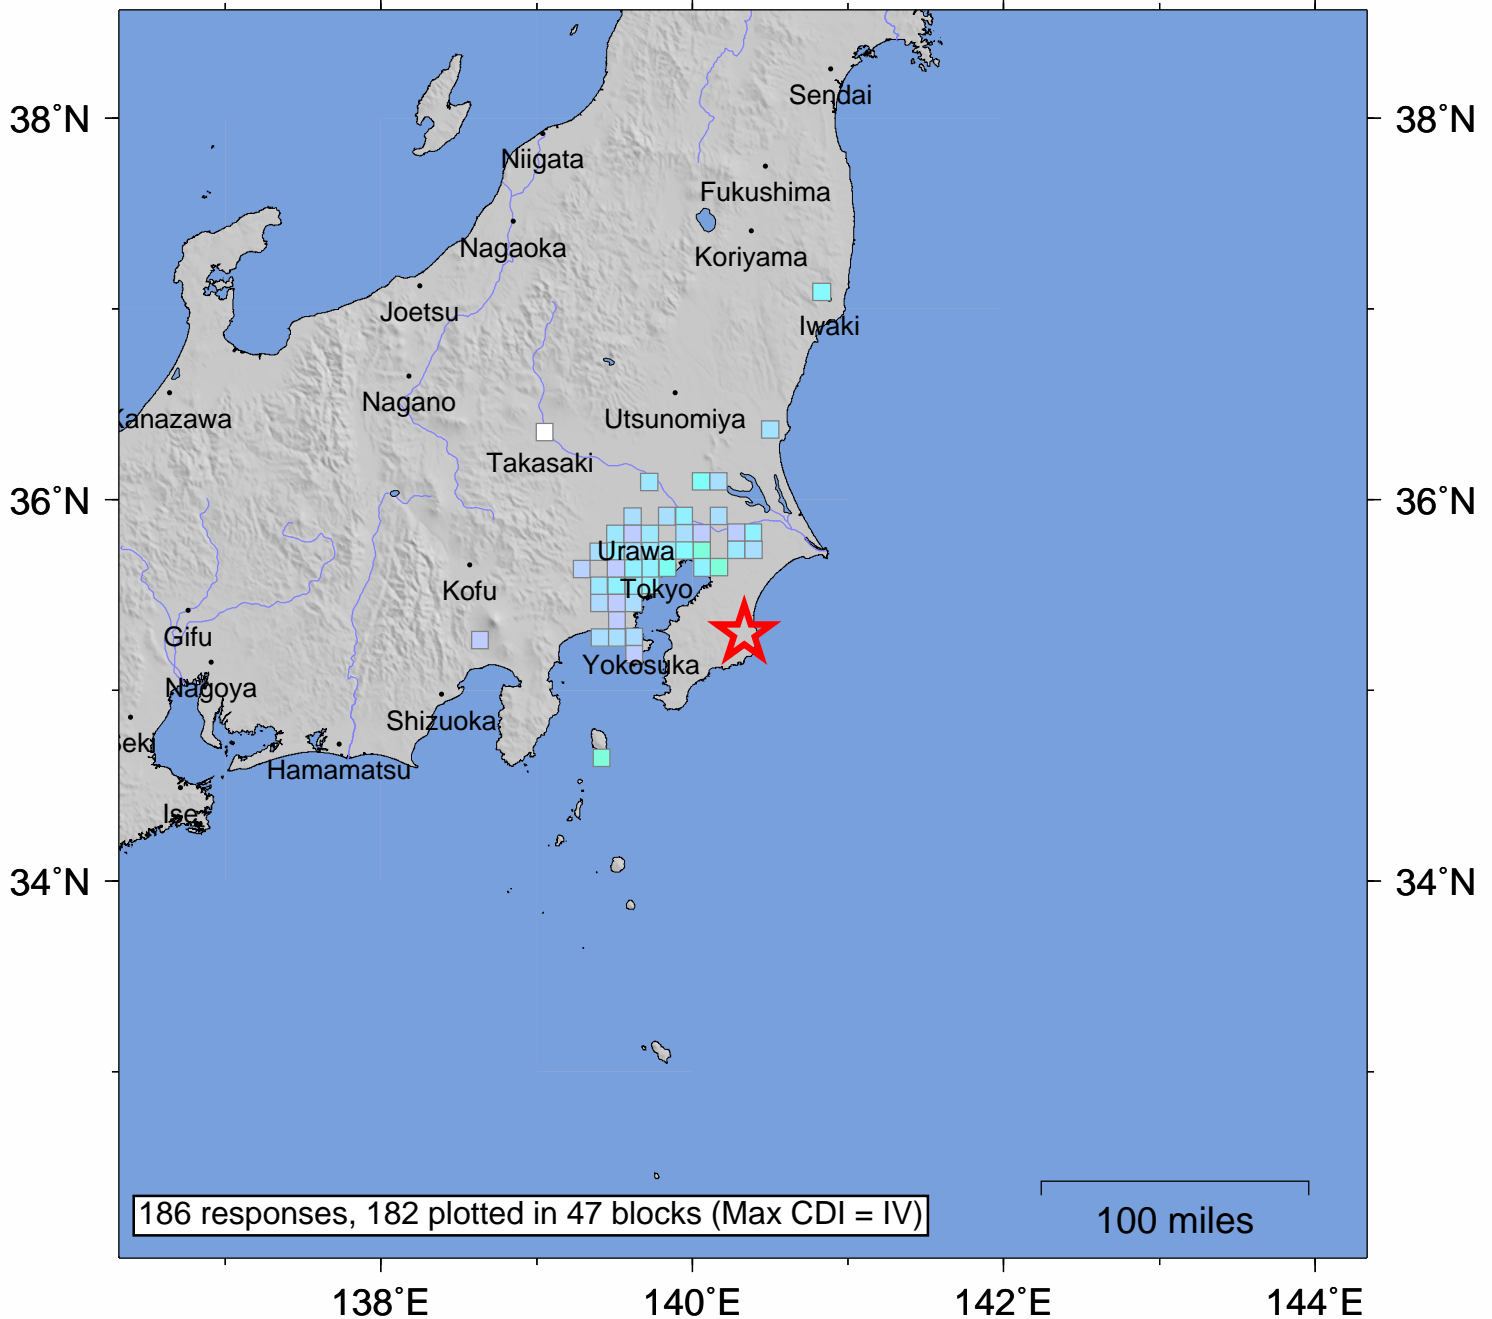 Sendai
38°N
38°N
Niigata
Fukushima
Nagaoka
Koriyama
Joetsu
Iwaki
Nagano
Kanazawa
Utsunomiya
Takasaki
36°N
36°N
Urawa
Kofu
Tokyo
Gifu
Yokosuka
Nagoya
Shizuoka
Seki
Hamamatsu
Ise
34°N
34°N
186 responses, 182 plotted in 47 blocks (Max CDI = IV)
100 miles
138°E
140°E
142°E
144°E